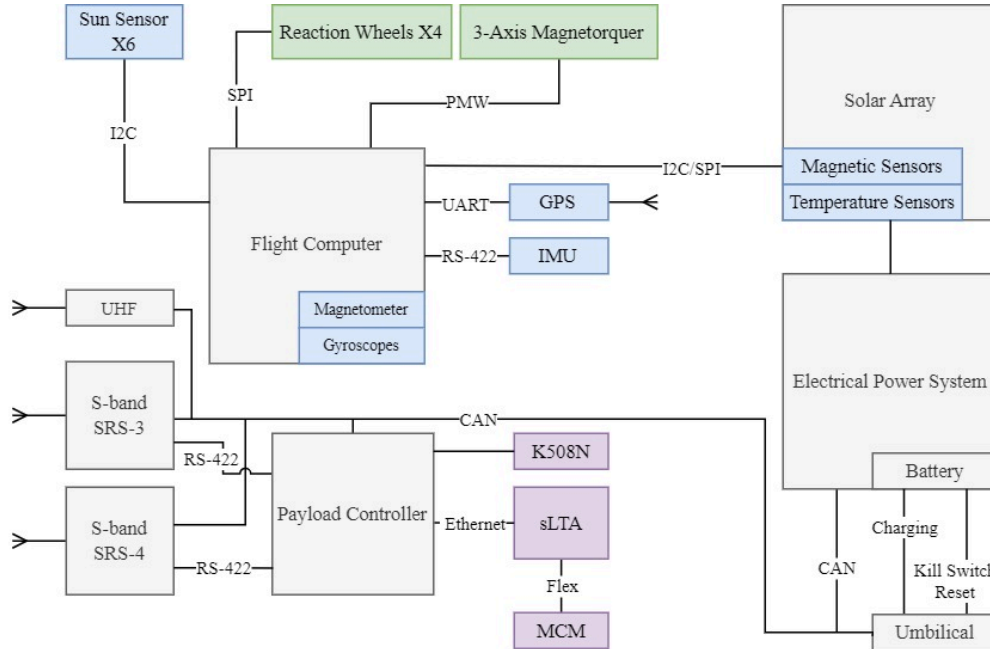 Sun Sensor
X6
Reaction Wheels X4
3-Axis Magnetorquer
Solar Array
SPI
PMW
I2C
I2C/SPI
Magnetic Sensors
Temperature Sensors
UART
GPS
Flight Computer
RS-422
IMU
UHF
Magnetometer
Gyroscopes
Electrical Power System
S-band
SRS-3
CAN
RS-422
K508N
Battery
S-band
SRS-4
Payload Controller
Ethernet
sLTA
Charging
RS-422
CAN
Kill Switch
Reset
Flex
MCM
Umbilical